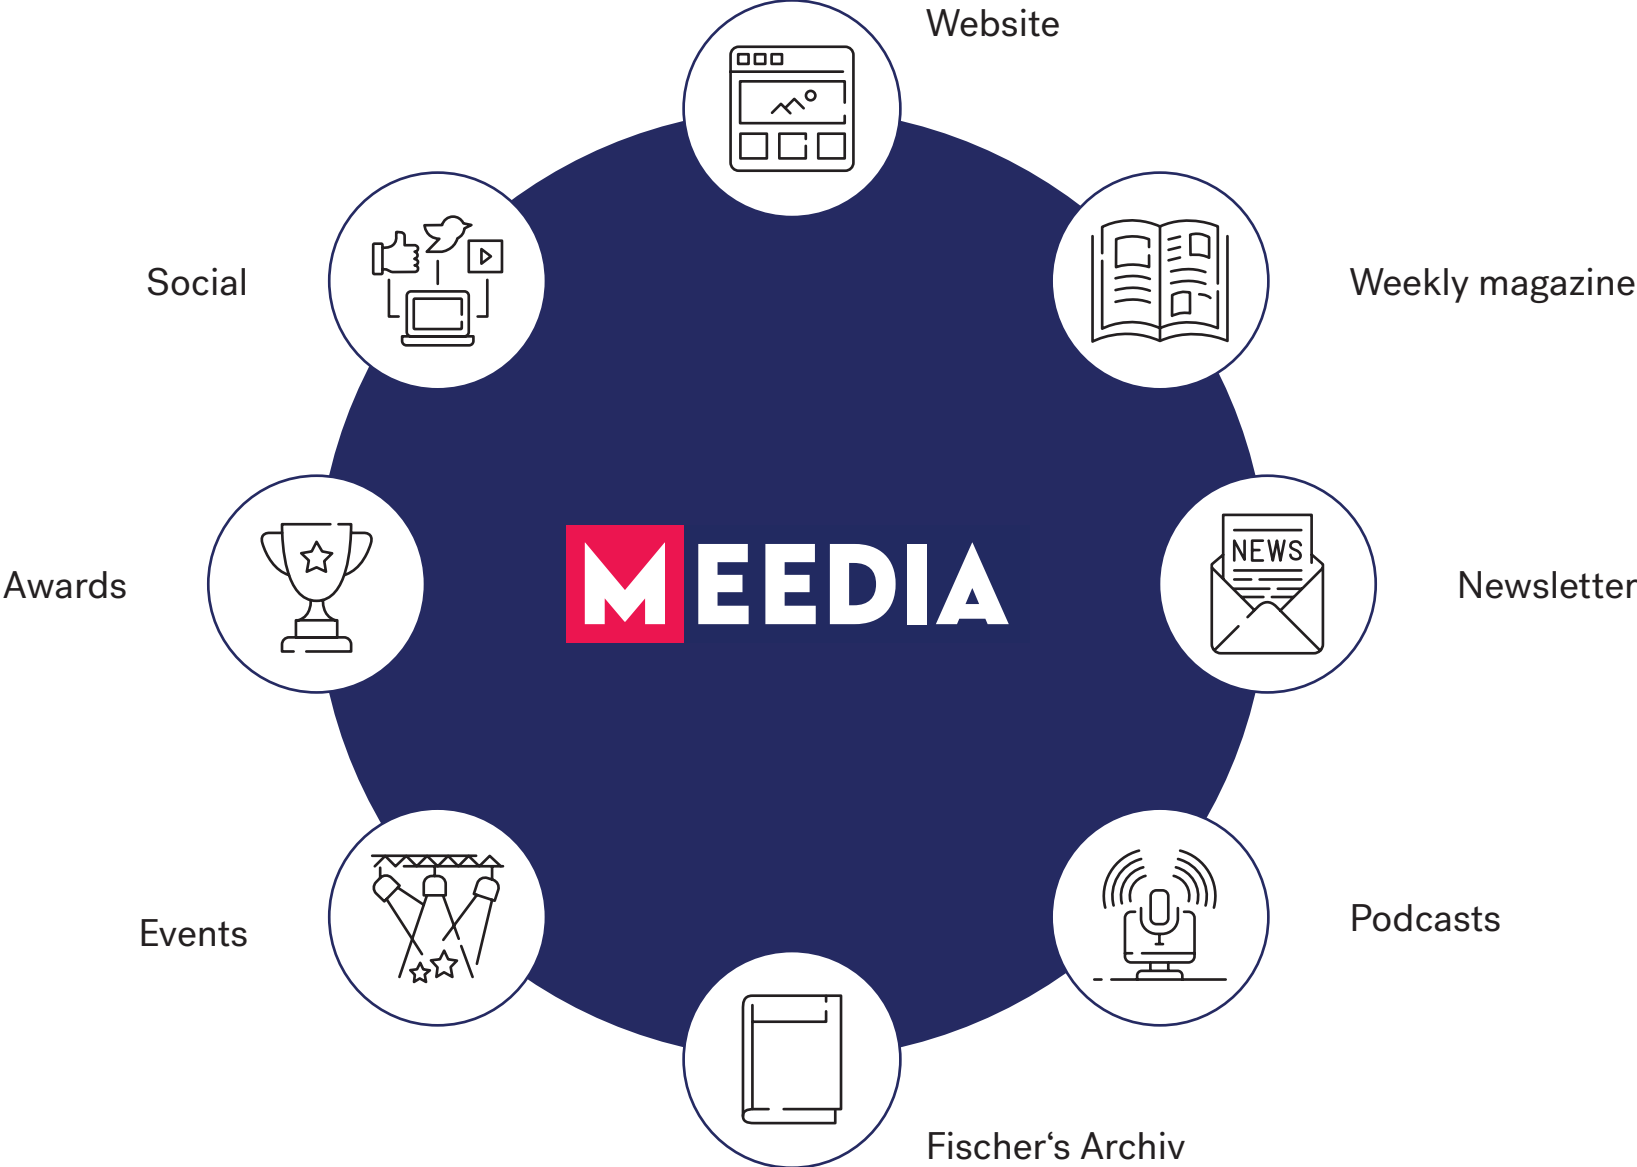 Website
Social
Weekly magazine
Awards
MEEDIA
NEWS
Newsletter
Events
Podcasts
Fischer‘s Archiv